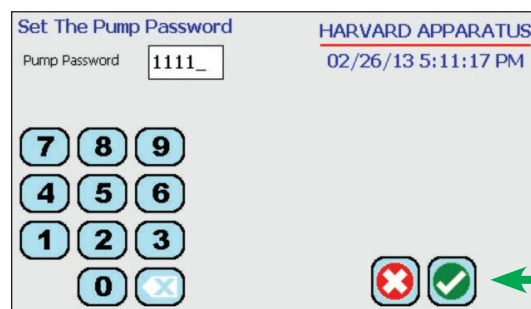 Set The Pump Password
HARVARD APPARATUS
Pump Password 1111_
02/26/13 5:11:17 PM
7 8 9
4 5 6
1 2 3
0